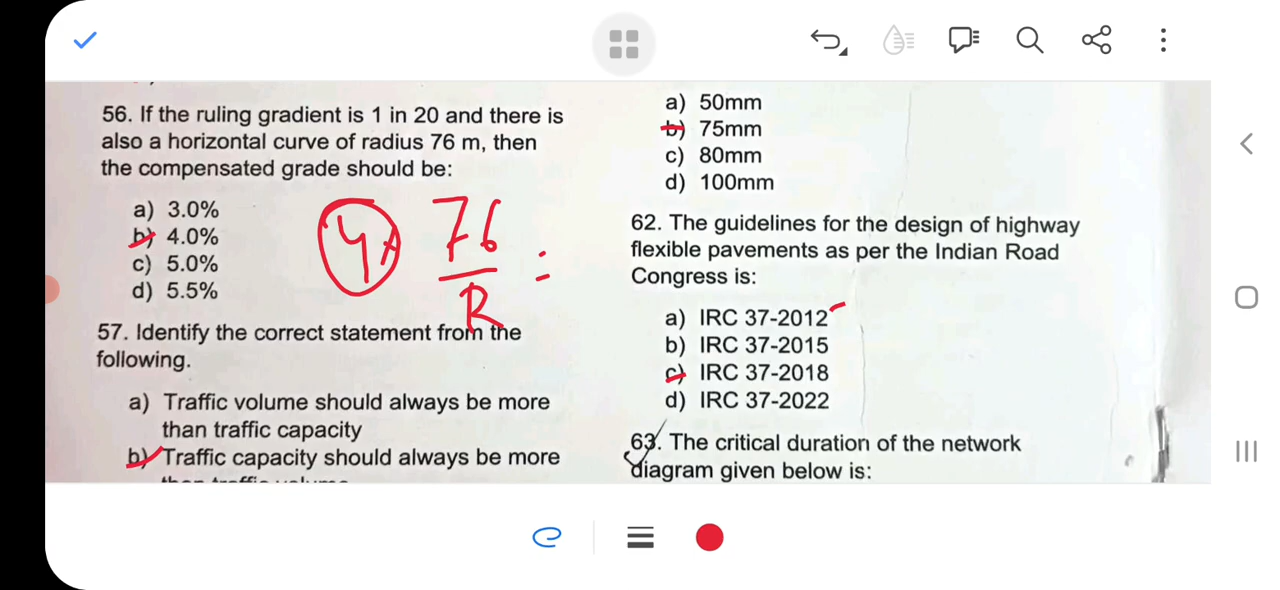 56. If the ruling gradient is 1 in 20 and there is
also a horizontal curve of radius 76 m, then
the compensated grade should be:
a) 3.0%
b) 4.0%
c) 5.0%
d) 5.5%
76
R
=
57. Identify the correct statement from the
following.
a) Traffic volume should always be more
than traffic capacity
b) Traffic capacity should always be more
than traffic volume
a) 50mm
b) 75mm
c) 80mm
d) 100mm
62. The guidelines for the design of highway
flexible pavements as per the Indian Road
Congress is:
a) IRC 37-2012
b) IRC 37-2015
c) IRC 37-2018
d) IRC 37-2022
63. The critical duration of the network
diagram given below is: